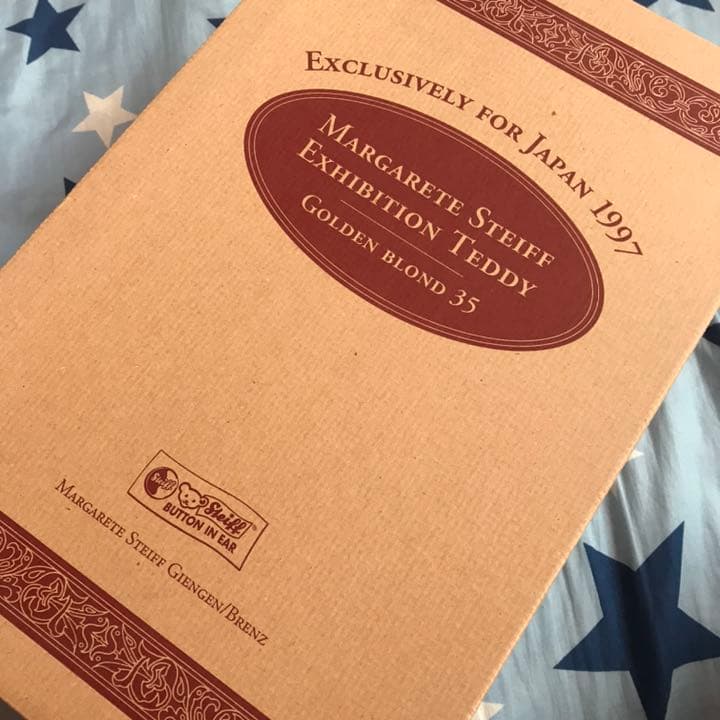 Exclusively for Japan 1997
Margarete Steiff
Exhibition Teddy
Golden blond 35
Steiff
Steiff®
BUTTON IN EAR
Margarete Steiff Giengen/Brenz